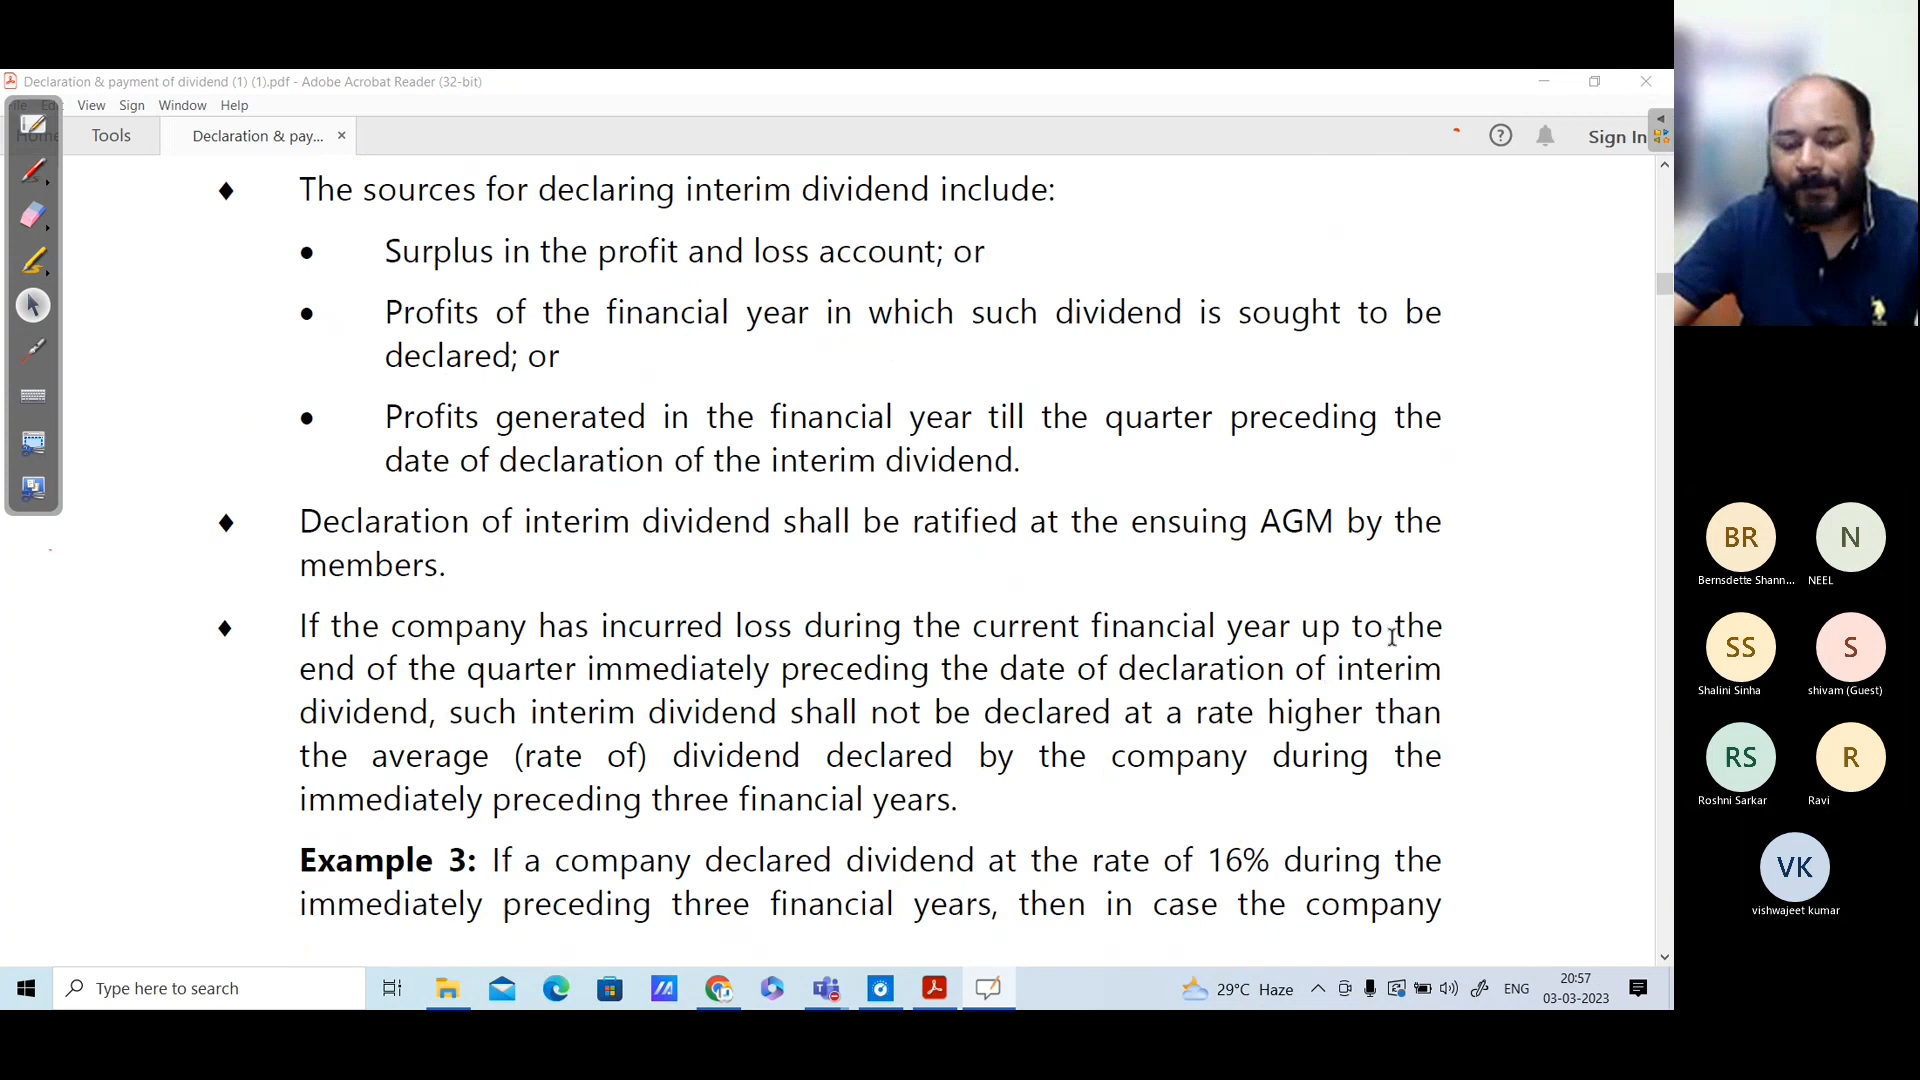 Declaration & payment of dividend (1) (1).pdf - Adobe Acrobat Reader (32-bit)
View Sign Window Help
Tools
Declaration & pay...
Sign In
♦ The sources for declaring interim dividend include:
• Surplus in the profit and loss account; or
• Profits of the financial year in which such dividend is sought to be
declared; or
• Profits generated in the financial year till the quarter preceding the
date of declaration of the interim dividend.
♦ Declaration of interim dividend shall be ratified at the ensuing AGM by the
members.
♦ If the company has incurred loss during the current financial year up to the
end of the quarter immediately preceding the date of declaration of interim
dividend, such interim dividend shall not be declared at a rate higher than
the average (rate of) dividend declared by the company during the
immediately preceding three financial years.
Example 3: If a company declared dividend at the rate of 16% during the
immediately preceding three financial years, then in case the company
BR
Bernsdette Shann...
N
NEEL
SS
Shalini Sinha
S
shivam (Guest)
RS
Roshni Sarkar
R
Ravi
VK
vishwajeet kumar
Type here to search
29°C Haze
ENG
20:57
03-03-2023